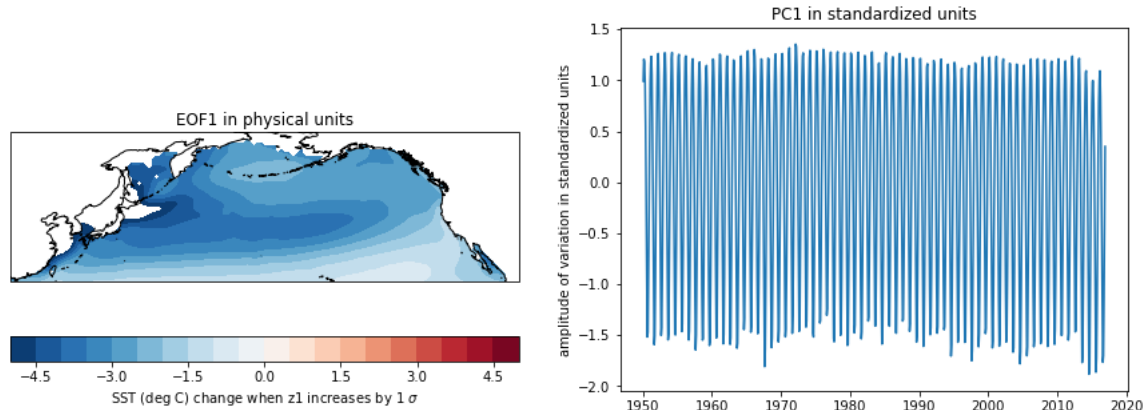 EOF1 in physical units
−4.5 −3.0 −1.5 0.0 1.5 3.0 4.5
SST (deg C) change when z1 increases by 1 σ
PC1 in standardized units
amplitude of variation in standardized units
1.5
1.0
0.5
0.0
−0.5
−1.0
−1.5
−2.0
1950 1960 1970 1980 1990 2000 2010 2020